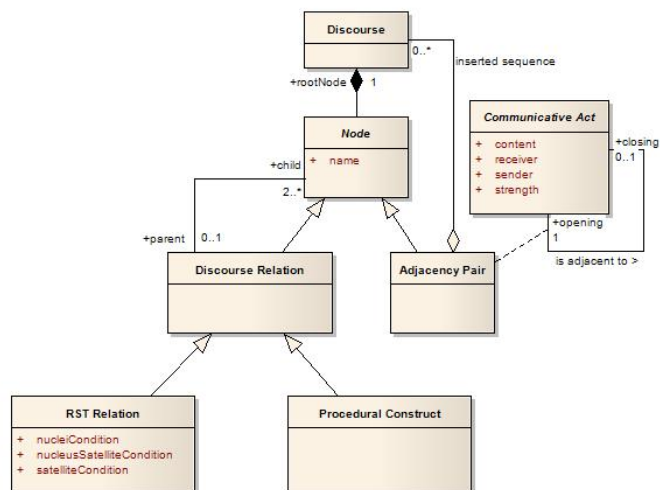 Discourse
0..*
inserted sequence
+rootNode
1
Node
+ name
Communicative Act
+ content
+ receiver
+ sender
+ strength
+closing
0..1
+child
2..*
+opening
1
is adjacent to >
+parent
0..1
Discourse Relation
Adjacency Pair
RST Relation
+ nucleiCondition
+ nucleusSatelliteCondition
+ satelliteCondition
Procedural Construct